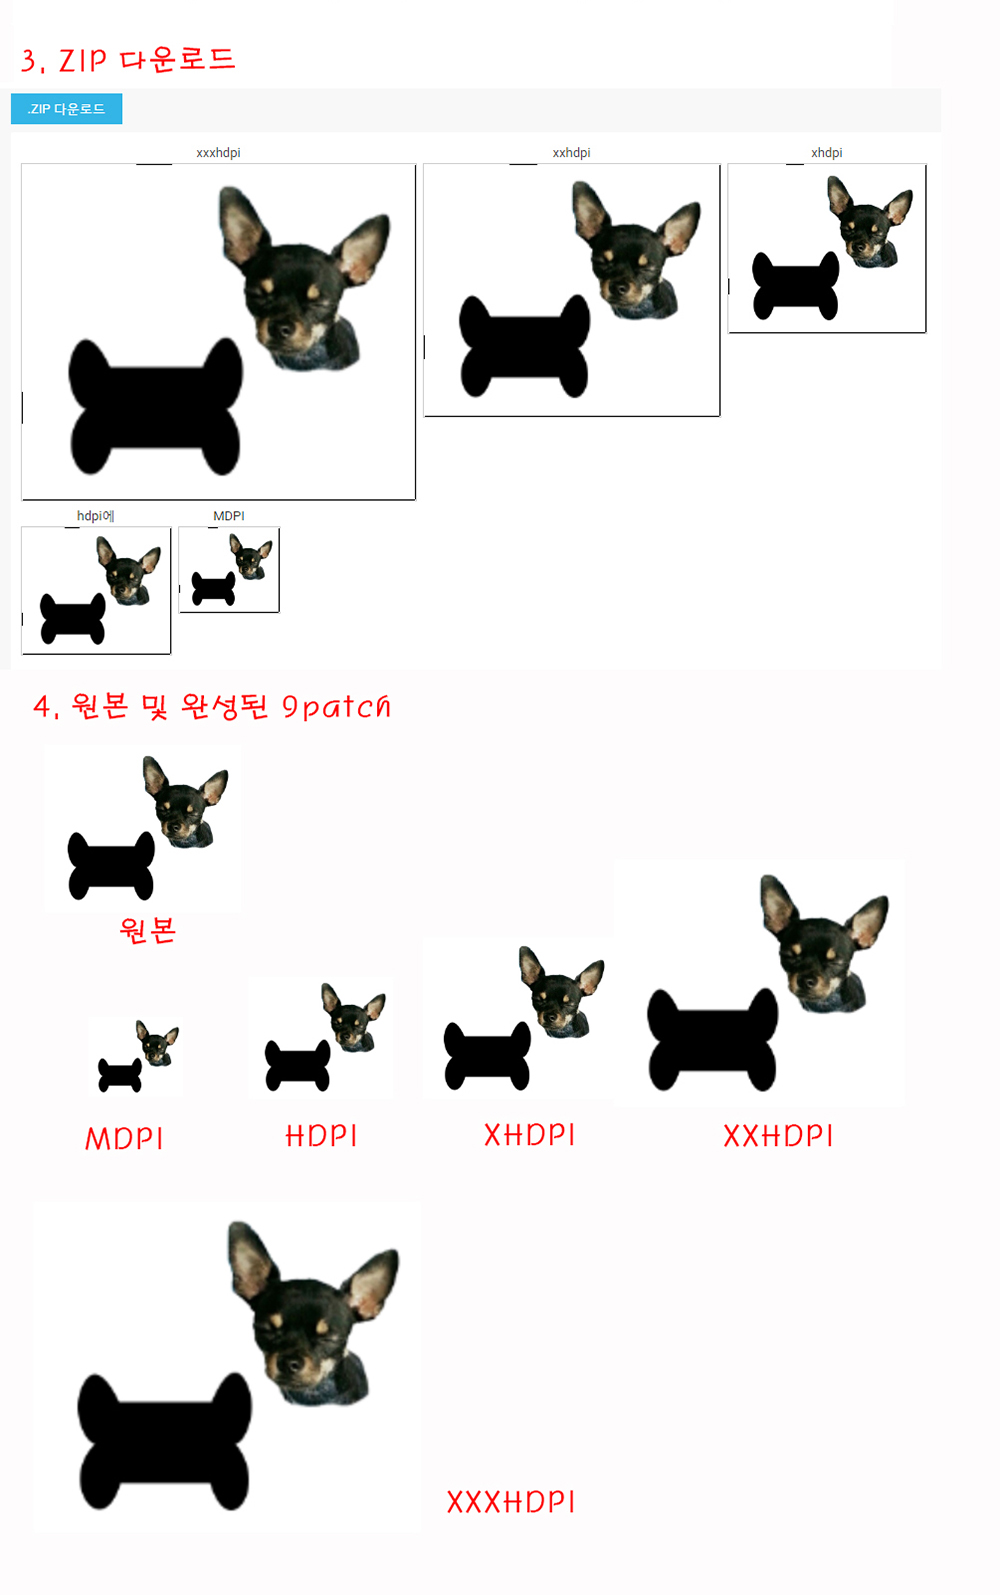 3. ZIP 다운로드
.ZIP 다운로드
xxxhdpi
xxhdpi
xhdpi
hdpi에
MDPI
4. 원본 및 완성된 9patch
원본
MDPI
HDPI
XHDPI
XXHDPI
XXXHDPI